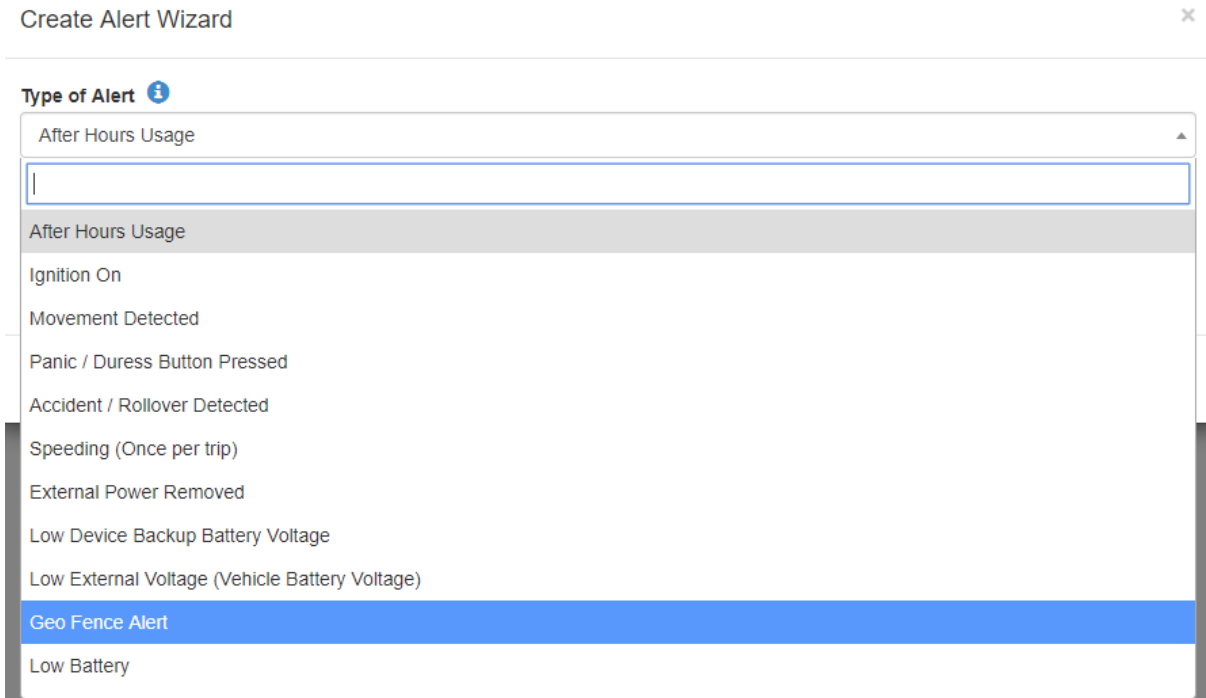 Create Alert Wizard ×
Type of Alert i
After Hours Usage
After Hours Usage
Ignition On
Movement Detected
Panic / Duress Button Pressed
Accident / Rollover Detected
Speeding (Once per trip)
External Power Removed
Low Device Backup Battery Voltage
Low External Voltage (Vehicle Battery Voltage)
Geo Fence Alert
Low Battery